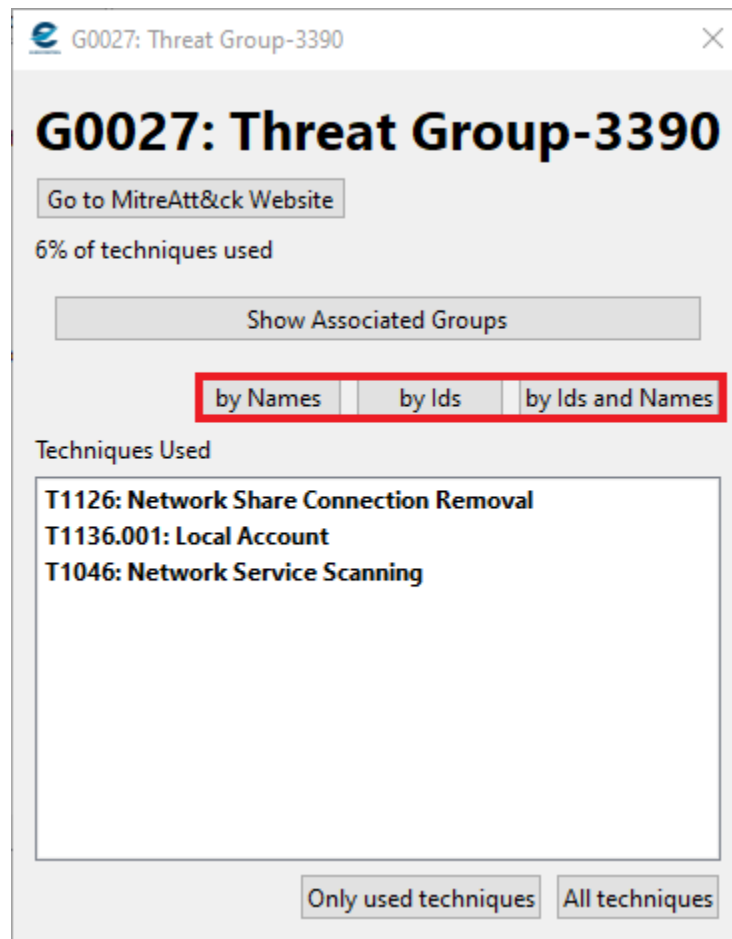 G0027: Threat Group-3390
G0027: Threat Group-3390
Go to MitreAtt&ck Website
6% of techniques used
Show Associated Groups
by Names by Ids by Ids and Names
Techniques Used
T1126: Network Share Connection Removal
T1136.001: Local Account
T1046: Network Service Scanning
Only used techniques All techniques